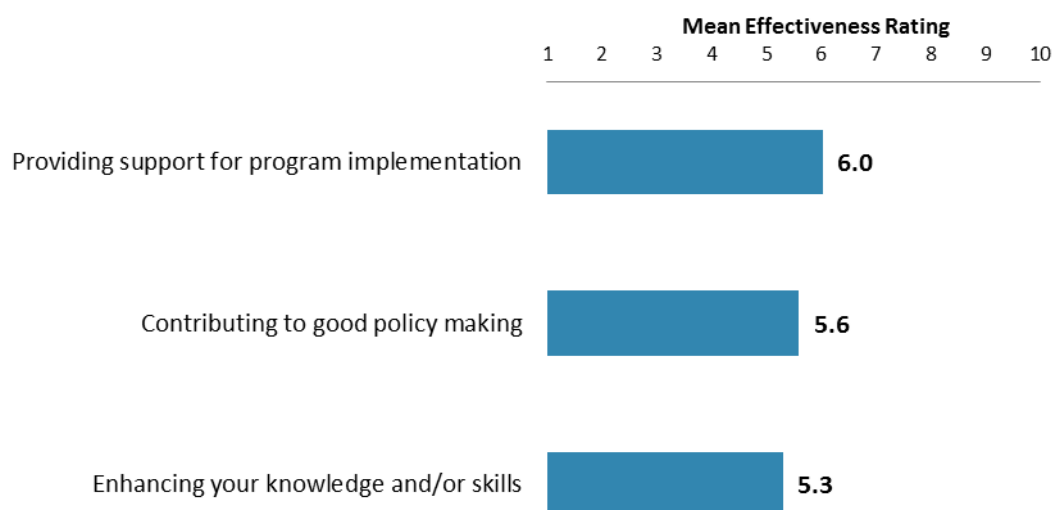 Mean Effectiveness Rating
1 2 3 4 5 6 7 8 9 10
Providing support for program implementation 6.0
Contributing to good policy making 5.6
Enhancing your knowledge and/or skills 5.3